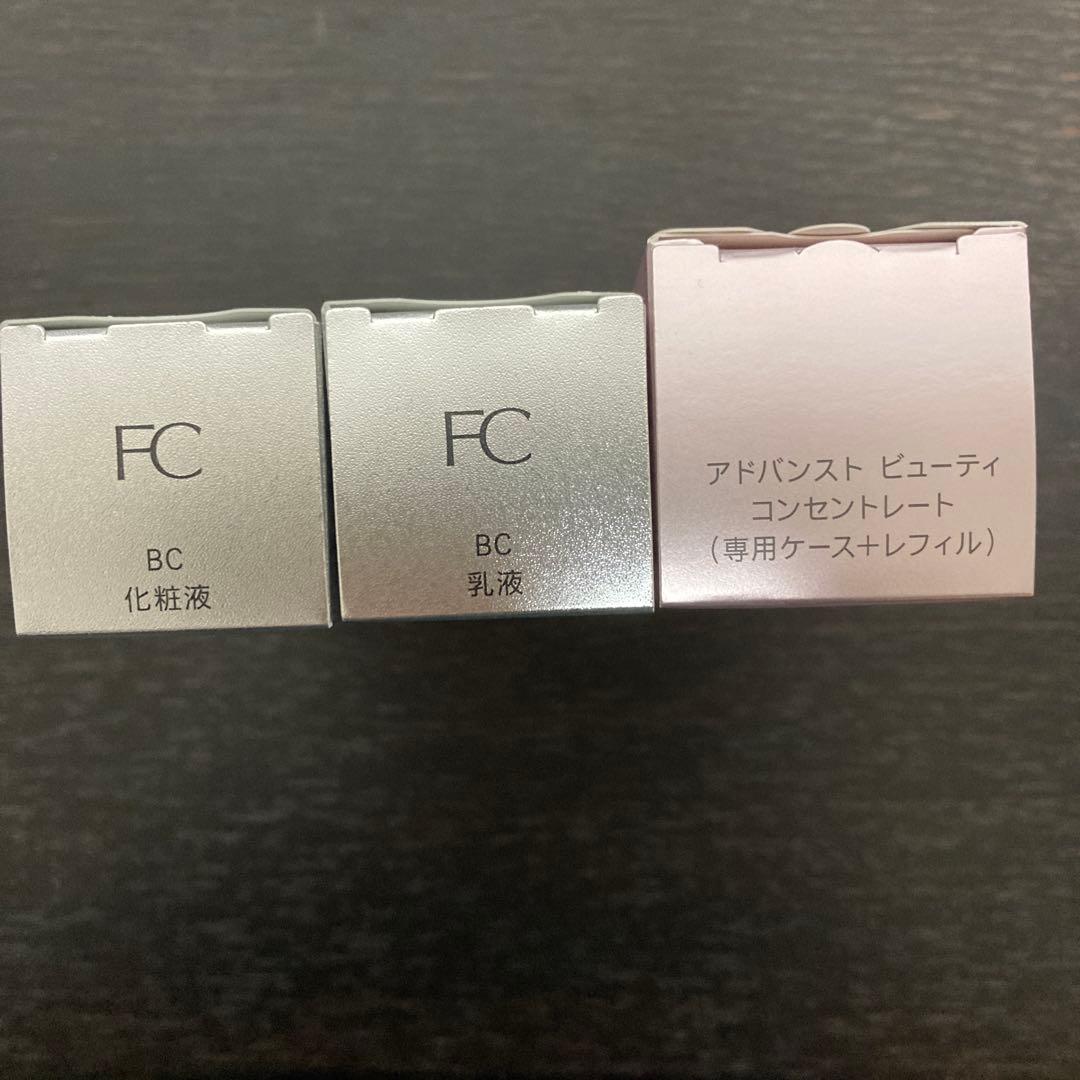 FC
BC
化粧液
FC
BC
乳液
アドバンスト ビューティ
コンセントレート
(専用ケース+レフィル)